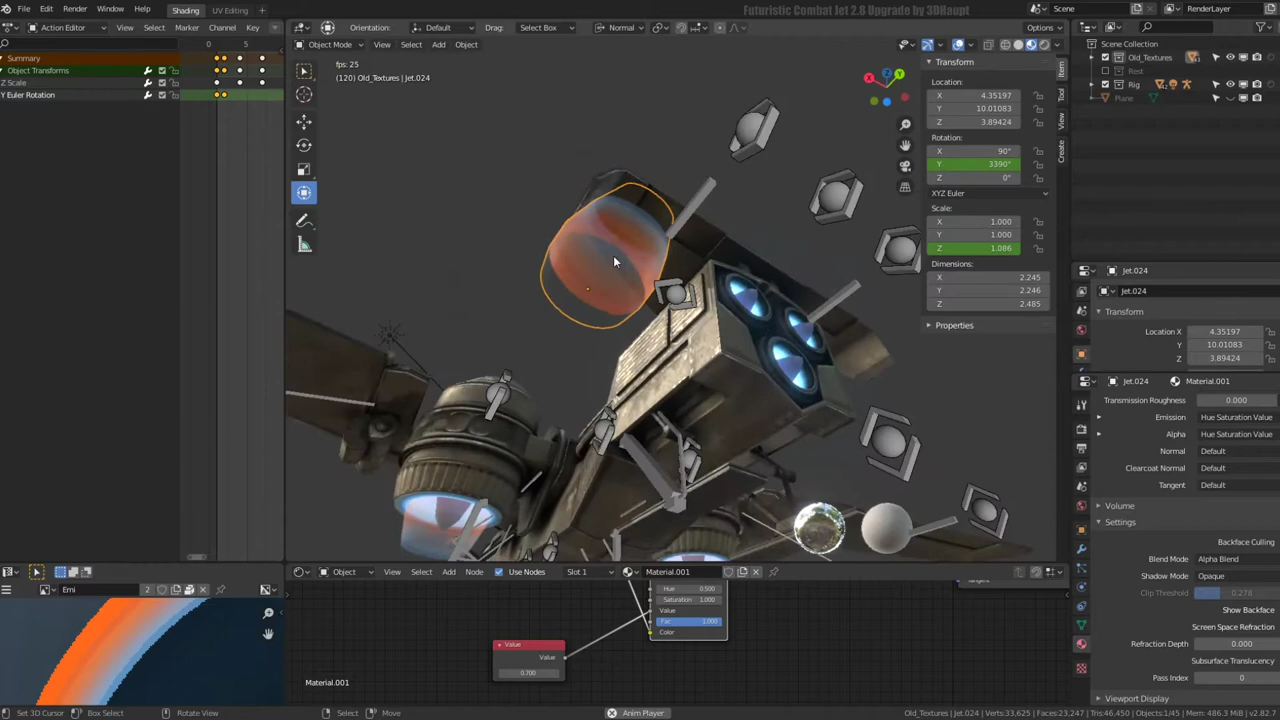 File Edit Render Window Help Shading UV Editing Futuristic Combat Jet 2.8 Upgrade by 3DHaupt Scene RenderLayer
Action Editor View Select Marker Channel Key 0 5 Orientation: Default Drag: Select Box Normal Options
Object Mode View Select Add Object
Summary
Object Transforms
Z Scale
Y Euler Rotation
fps: 25
(120) Old_Textures | Jet.024
X Y Z
Transform
Location:
X 4.35197
Y 10.01083
Z 3.89424
Rotation:
X 90°
Y 3390°
Z 0°
XYZ Euler
Scale:
X 1.000
Y 1.000
Z 1.086
Dimensions:
X 2.245
Y 2.246
Z 2.485
Properties
Item
Tool
View
Create
Scene Collection
Old_Textures
Rest
Rig
Plane
Jet.024
Jet.024
Transform
Location X 4.35197
Y 10.01083
Z 3.89424
Jet.024 Material.001
Transmission Roughness 0.000
Emission Hue Saturation Value
Alpha Hue Saturation Value
Normal Default
Clearcoat Normal Default
Tangent Default
Volume
Settings
Backface Culling
Blend Mode Alpha Blend
Shadow Mode Opaque
Clip Threshold 0.278
Show Backface
Screen Space Refraction
Refraction Depth 0.000
Subsurface Translucency
Pass Index 0
Viewport Display
Emi 2
Object View Select Add Node Use Nodes Slot 1 Material.001
Hue 0.500
Saturation 1.000
Value
Fac 1.000
Color
Value
Value
0.700
Material.001
Set 3D Cursor Box Select Rotate View Select Move Anim Player Old_Textures | Jet.024 | Verts:33,625 | Faces:23,247 | Tris:46,450 | Objects:1/45 | Mem: 486.3 MiB | v2.82.7